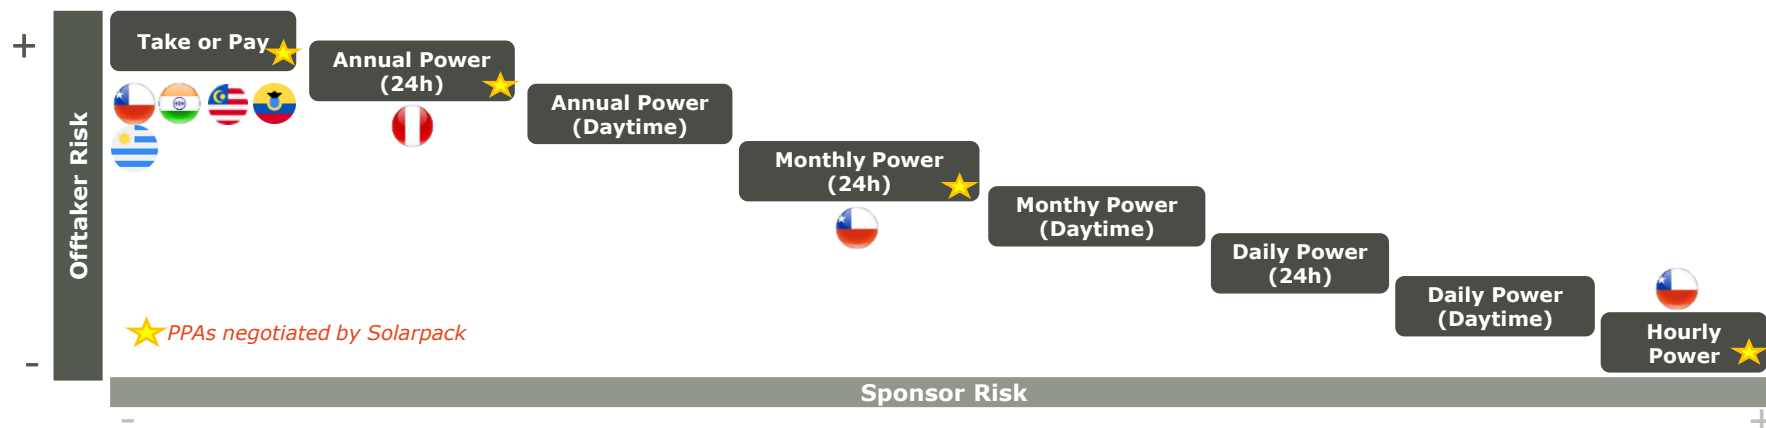 +
Offtaker Risk
-
Take or Pay
Annual Power
(24h)
Annual Power
(Daytime)
Monthly Power
(24h)
Monthy Power
(Daytime)
Daily Power
(24h)
Daily Power
(Daytime)
Hourly
Power
PPAs negotiated by Solarpack
Sponsor Risk
-
+